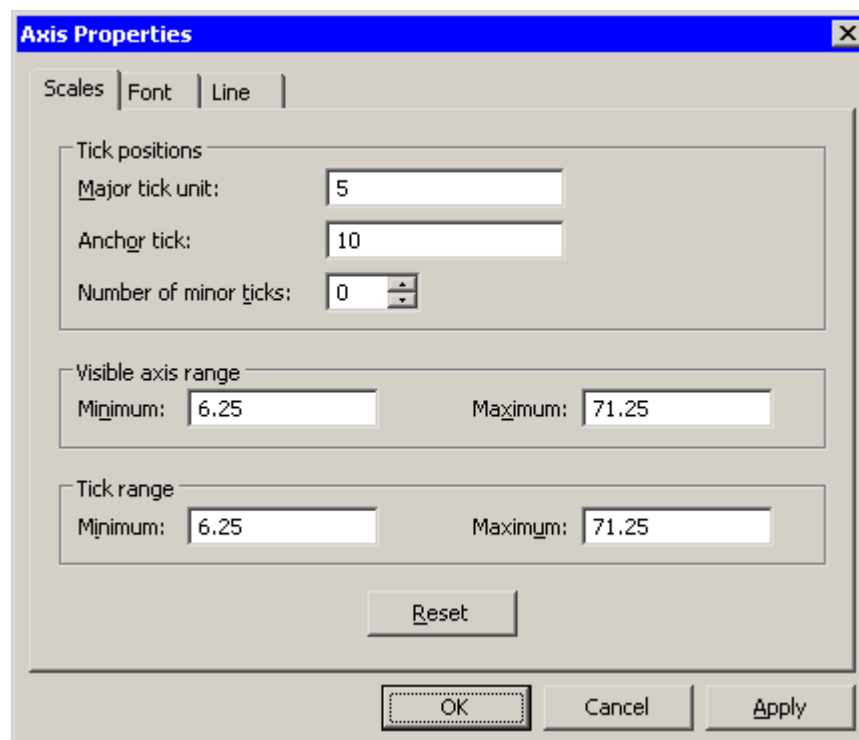 Axis Properties
Scales Font Line
Tick positions
Major tick unit: 5
Anchor tick: 10
Number of minor ticks: 0
Visible axis range
Minimum: 6.25 Maximum: 71.25
Tick range
Minimum: 6.25 Maximum: 71.25
Reset
OK Cancel Apply